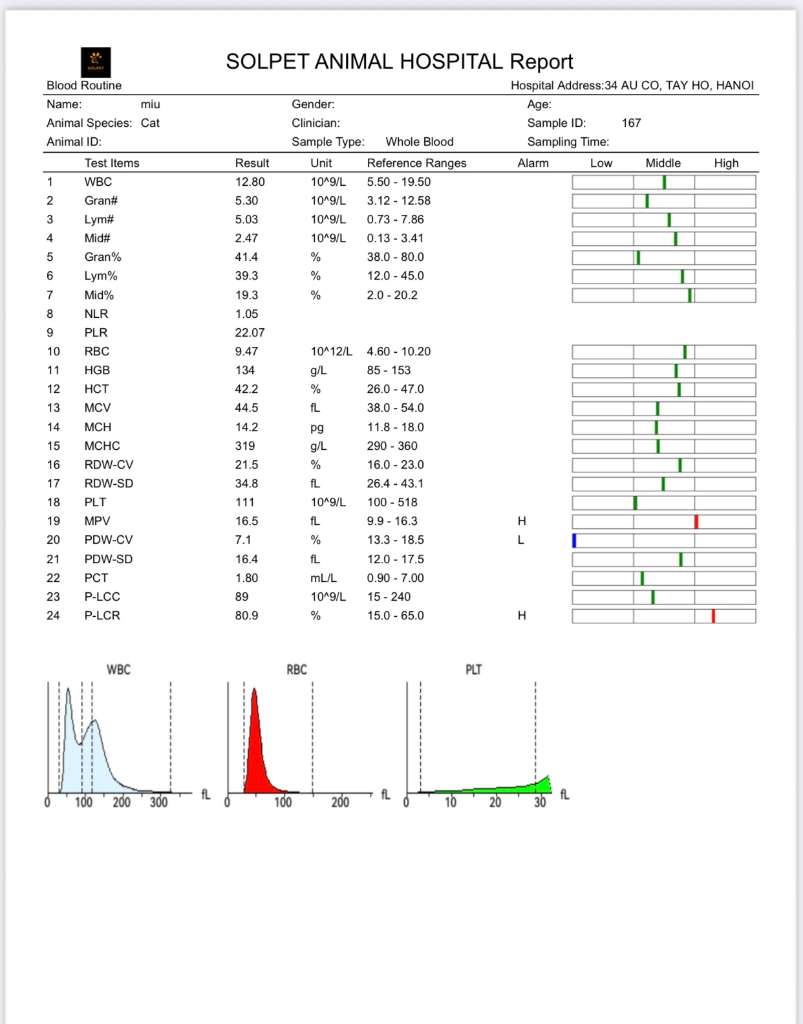 SOLPET
SOLPET ANIMAL HOSPITAL Report
Blood Routine Hospital Address:34 AU CO, TAY HO, HANOI
Name: miu Gender: Age:
Animal Species: Cat Clinician: Sample ID: 167
Animal ID: Sample Type: Whole Blood Sampling Time:
Test Items Result Unit Reference Ranges Alarm Low Middle High
1 WBC 12.80 10^9/L 5.50 - 19.50
2 Gran# 5.30 10^9/L 3.12 - 12.58
3 Lym# 5.03 10^9/L 0.73 - 7.86
4 Mid# 2.47 10^9/L 0.13 - 3.41
5 Gran% 41.4 % 38.0 - 80.0
6 Lym% 39.3 % 12.0 - 45.0
7 Mid% 19.3 % 2.0 - 20.2
8 NLR 1.05
9 PLR 22.07
10 RBC 9.47 10^12/L 4.60 - 10.20
11 HGB 134 g/L 85 - 153
12 HCT 42.2 % 26.0 - 47.0
13 MCV 44.5 fL 38.0 - 54.0
14 MCH 14.2 pg 11.8 - 18.0
15 MCHC 319 g/L 290 - 360
16 RDW-CV 21.5 % 16.0 - 23.0
17 RDW-SD 34.8 fL 26.4 - 43.1
18 PLT 111 10^9/L 100 - 518
19 MPV 16.5 fL 9.9 - 16.3 H
20 PDW-CV 7.1 % 13.3 - 18.5 L
21 PDW-SD 16.4 fL 12.0 - 17.5
22 PCT 1.80 mL/L 0.90 - 7.00
23 P-LCC 89 10^9/L 15 - 240
24 P-LCR 80.9 % 15.0 - 65.0 H
WBC RBC PLT
0 100 200 300 fL 0 100 200 fL 0 10 20 30 fL